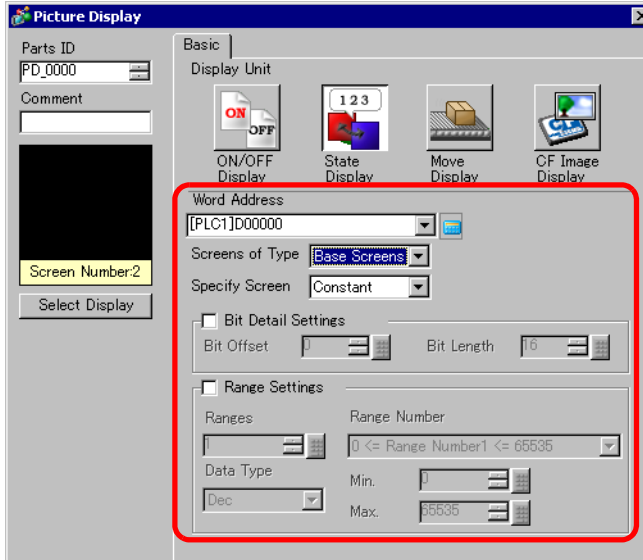 Picture Display
Parts ID
PD_0000
Comment
Screen Number:2
Select Display
Basic
Display Unit
ON
OFF
ON/OFF
Display
1 2 3
State
Display
Move
Display
CF Image
Display
Word Address
[PLC1]D00000
Screens of Type Base Screens
Specify Screen Constant
Bit Detail Settings
Bit Offset 0 Bit Length 16
Range Settings
Ranges Range Number
1 0 <= Range Number1 <= 65535
Data Type Min. 0
Dec Max. 65535